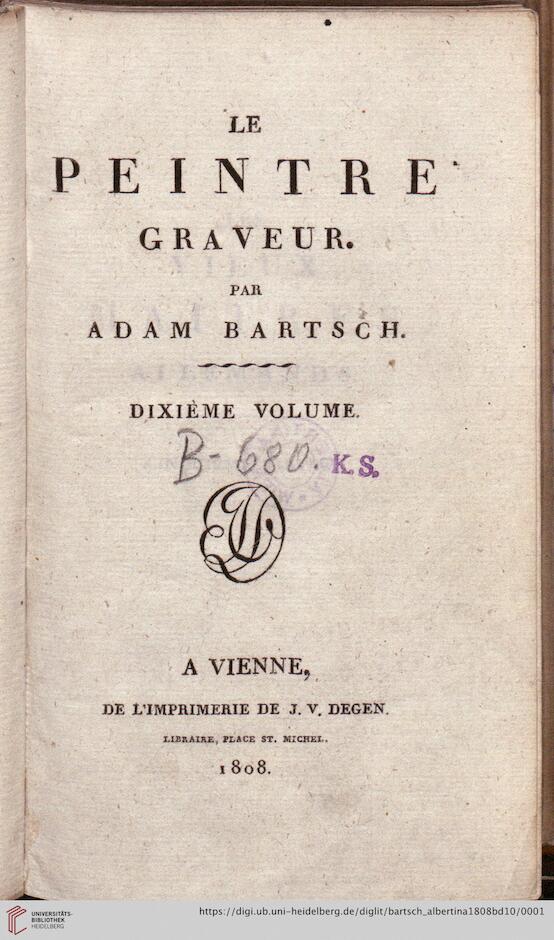 LE
PEINTRE
GRAVEUR.
PAR
ADAM BARTSCH.
DIXIÈME VOLUME.
B-680. K.S.
A VIENNE,
DE L'IMPRIMERIE DE J. V. DEGEN.
LIBRAIRE, PLACE ST. MICHEL.
1808.
UNIVERSITÄTS-
BIBLIOTHEK
HEIDELBERG
https://digi.ub.uni-heidelberg.de/diglit/bartsch_albertina1808bd10/0001